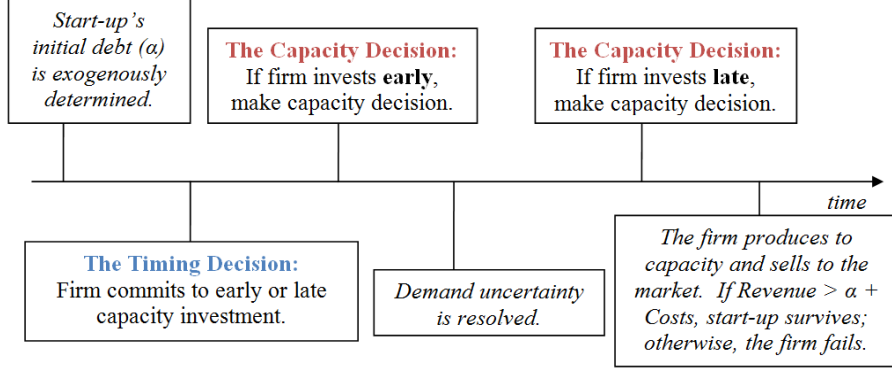 Start-up's
initial debt (α)
is exogenously
determined.
The Capacity Decision:
If firm invests early,
make capacity decision.
The Capacity Decision:
If firm invests late,
make capacity decision.
time
The Timing Decision:
Firm commits to early or late
capacity investment.
Demand uncertainty
is resolved.
The firm produces to
capacity and sells to the
market.  If Revenue > α +
Costs, start-up survives;
otherwise, the firm fails.